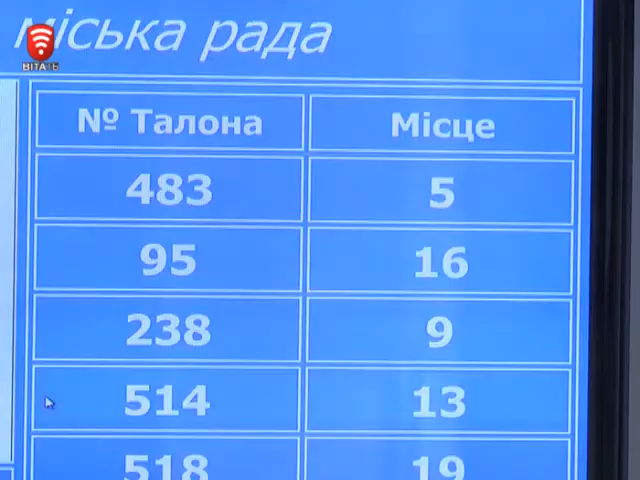 міська рада
ВІТА
№ Талона Місце
483 5
95 16
238 9
514 13
518 19